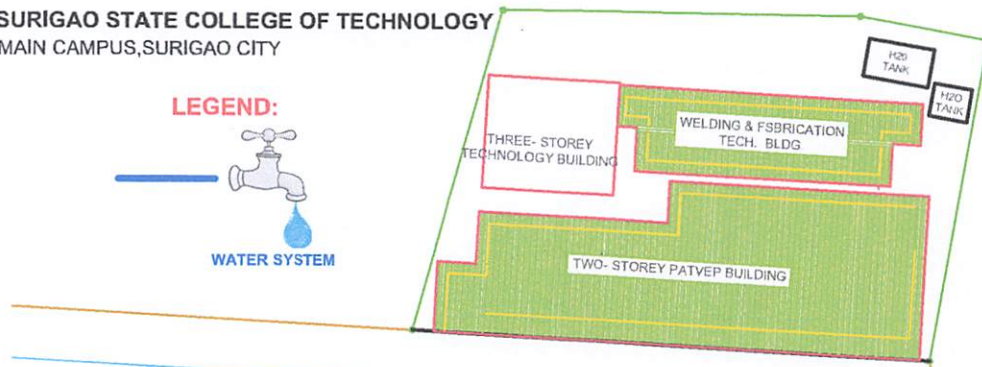 SURIGAO STATE COLLEGE OF TECHNOLOGY
MAIN CAMPUS,SURIGAO CITY
LEGEND:
WATER SYSTEM
THREE- STOREY
TECHNOLOGY BUILDING
WELDING & FSBRICATION
TECH. BLDG
TWO- STOREY PATVEP BUILDING
H20
TANK
H2O
TANK